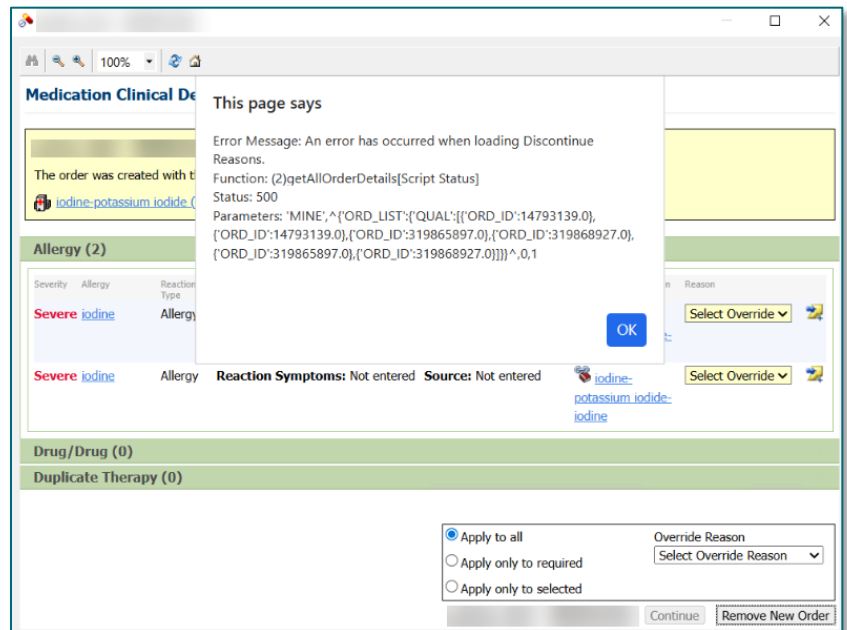 100%
Medication Clinical De
This page says
Error Message: An error has occurred when loading Discontinue
Reasons.
Function: (2)getAllOrderDetails[Script Status]
Status: 500
Parameters: 'MINE',^{'ORD_LIST':{'QUAL':[{'ORD_ID':14793139.0},
{'ORD_ID':14793139.0},{'ORD_ID':319865897.0},{'ORD_ID':319868927.0},
{'ORD_ID':319865897.0},{'ORD_ID':319868927.0}]}}^,0,1
OK
The order was created with t
iodine-potassium iodide (
Allergy (2)
Severity Allergy Reaction Type n Reason
Severe iodine Allergy Select Override
e-
Severe iodine Allergy Reaction Symptoms: Not entered Source: Not entered iodine- Select Override
potassium iodide-
iodine
Drug/Drug (0)
Duplicate Therapy (0)
Apply to all Override Reason
Apply only to required Select Override Reason
Apply only to selected
Continue Remove New Order